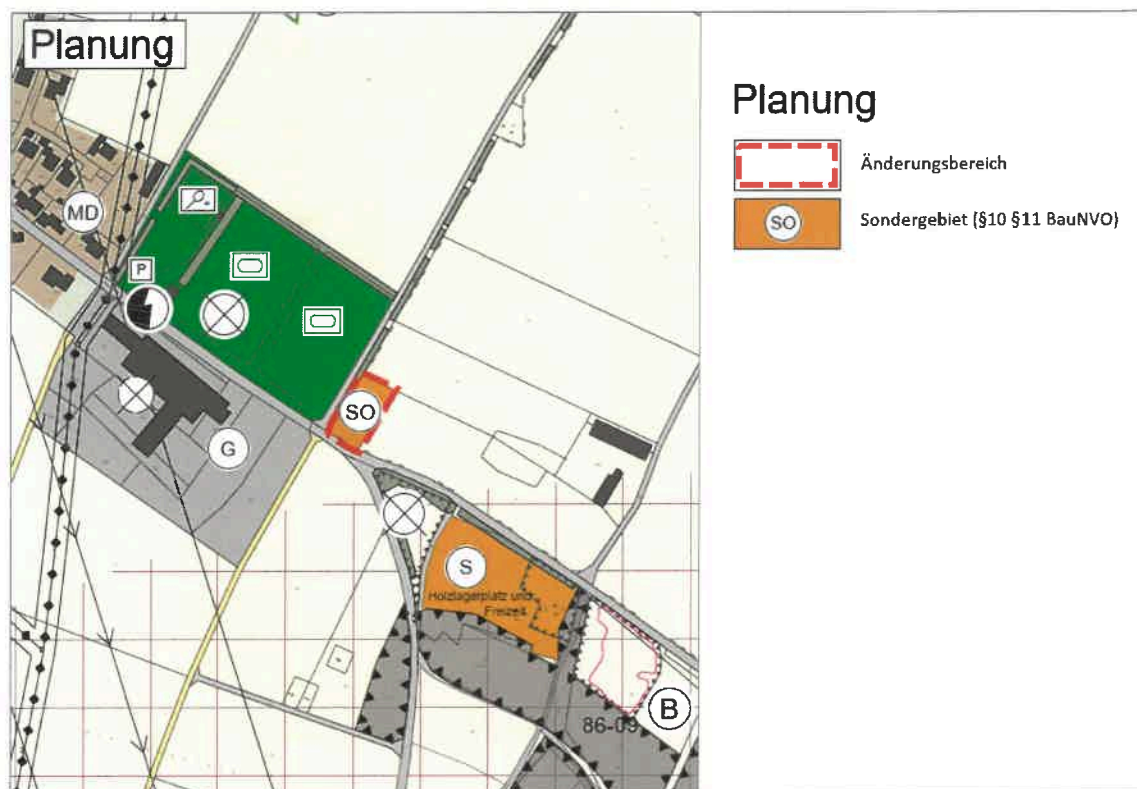 Planung
MD
P
SO
G
S
Holzlagerplatz und
Freizeit
B
86-09
Planung
Änderungsbereich
SO
Sondergebiet (§10 §11 BauNVO)